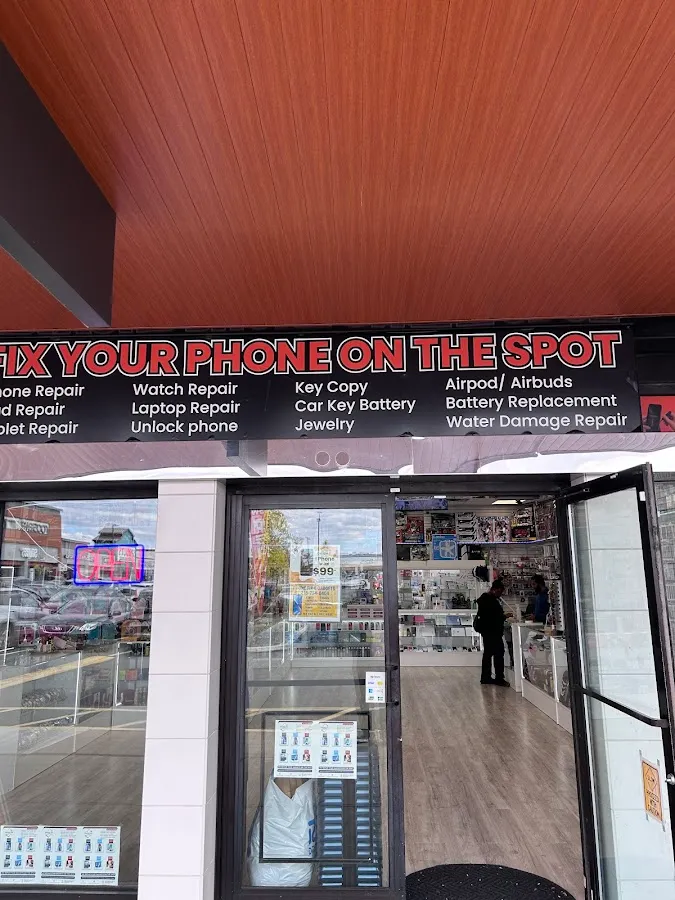 FIX YOUR PHONE ON THE SPOT
hone Repair
d Repair
blet Repair
Watch Repair
Laptop Repair
Unlock phone
Key Copy
Car Key Battery
Jewelry
Airpod/ Airbuds
Battery Replacement
Water Damage Repair
$99